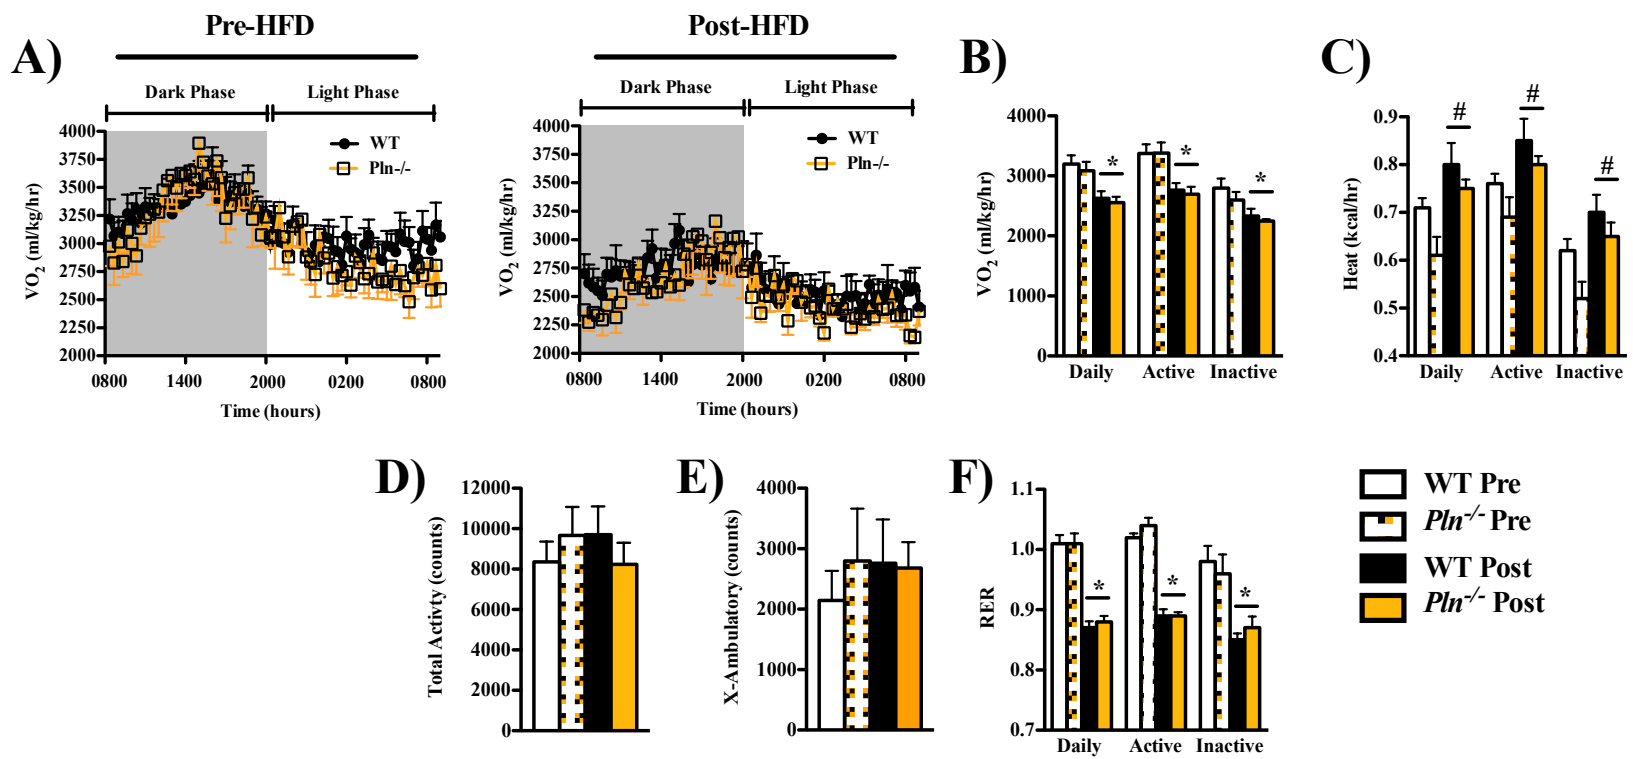 Pre-HFD
Post-HFD
A)
B)
C)
Dark Phase
Light Phase
Dark Phase
Light Phase
VO2 (ml/kg/hr)
4000
3750
3500
3250
3000
2750
2500
2250
2000
WT
Pln-/-
0800
1400
2000
0200
0800
Time (hours)
VO2 (ml/kg/hr)
4000
3750
3500
3250
3000
2750
2500
2250
2000
WT
Pln-/-
0800
1400
2000
0200
0800
Time (hours)
VO2 (ml/kg/hr)
4000
3000
2000
1000
0
*
*
*
Daily
Active
Inactive
Heat (kcal/hr)
0.9
0.8
0.7
0.6
0.5
0.4
#
#
#
Daily
Active
Inactive
D)
Total Activty (counts)
12000
10000
8000
6000
4000
2000
0
E)
X-Ambulatory (counts)
4000
3000
2000
1000
0
F)
RER
1.1
1.0
0.9
0.8
0.7
*
*
*
Daily
Active
Inactive
WT Pre
Pln-/- Pre
WT Post
Pln-/- Post